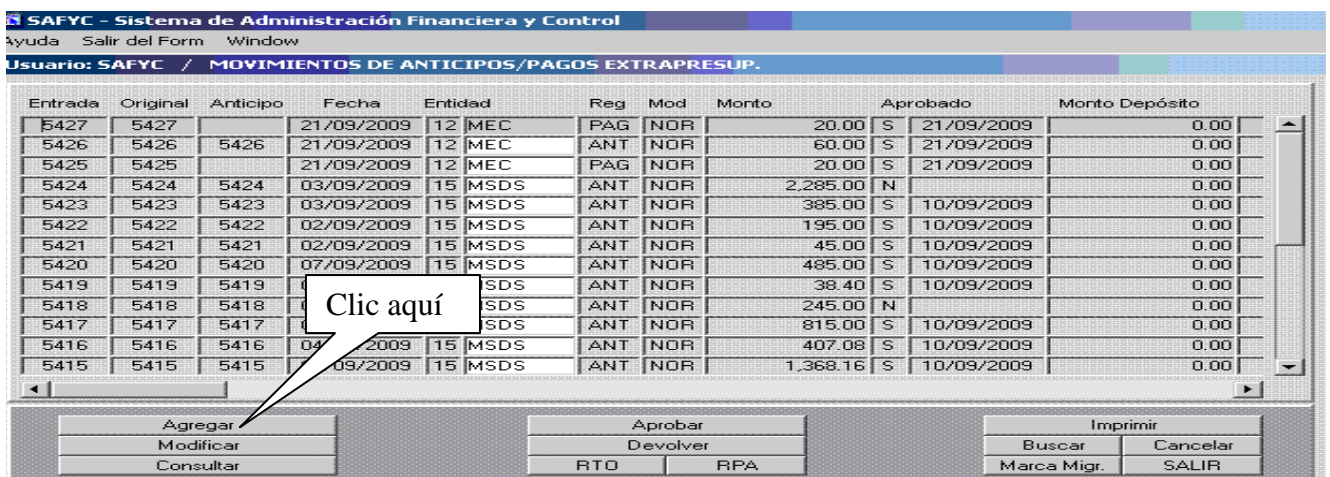 SAFYC - Sistema de Administración Financiera y Control
Ayuda Salir del Form Window
Usuario: SAFYC / MOVIMIENTOS DE ANTICIPOS/PAGOS EXTRAPRESUP.
Entrada Original Anticipo Fecha Entidad Reg Mod Monto Aprobado Monto Depósito
5427 5427 21/09/2009 12 MEC PAG NOR 20.00 S 21/09/2009 0.00
5426 5426 5426 21/09/2009 12 MEC ANT NOR 60.00 S 21/09/2009 0.00
5425 5425 21/09/2009 12 MEC PAG NOR 20.00 S 21/09/2009 0.00
5424 5424 5424 03/09/2009 15 MSDS ANT NOR 2,285.00 N 0.00
5423 5423 5423 03/09/2009 15 MSDS ANT NOR 385.00 S 10/09/2009 0.00
5422 5422 5422 02/09/2009 15 MSDS ANT NOR 195.00 S 10/09/2009 0.00
5421 5421 5421 02/09/2009 15 MSDS ANT NOR 45.00 S 10/09/2009 0.00
5420 5420 5420 07/09/2009 15 MSDS ANT NOR 485.00 S 10/09/2009 0.00
5419 5419 5419 SDS ANT NOR 38.40 S 10/09/2009 0.00
5418 5418 5418 SDS ANT NOR 245.00 N 0.00
5417 5417 5417 SDS ANT NOR 815.00 S 10/09/2009 0.00
5416 5416 5416 04 2009 15 MSDS ANT NOR 407.08 S 10/09/2009 0.00
5415 5415 5415 09/2009 15 MSDS ANT NOR 1,368.16 S 10/09/2009 0.00
Clic aquí
Agregar Aprobar Imprimir
Modificar Devolver Buscar Cancelar
Consultar RTO RPA Marca Migr. SALIR